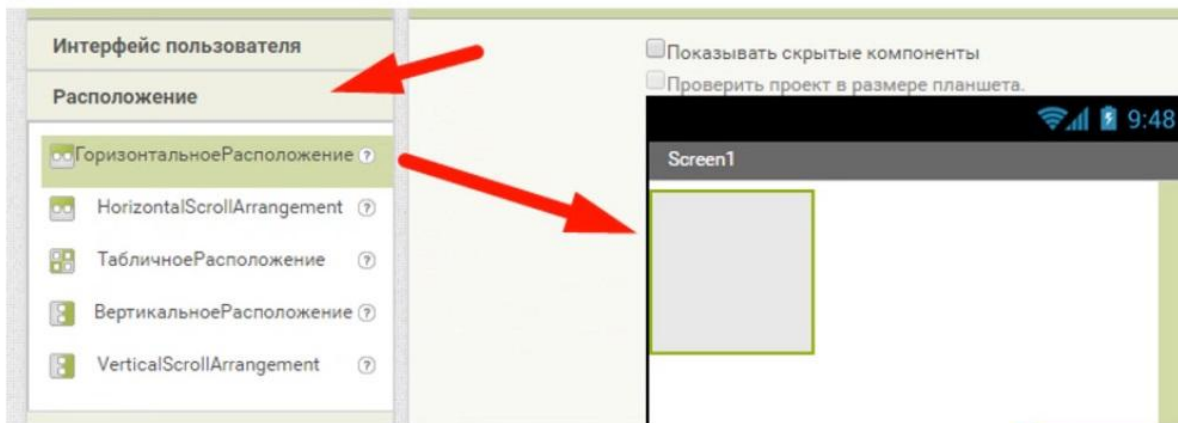 Интерфейс пользователя
Расположение
ГоризонтальноеРасположение ?
HorizontalScrollArrangement ?
ТабличноеРасположение ?
ВертикальноеРасположение ?
VerticalScrollArrangement ?
Показывать скрытые компоненты
Проверить проект в размере планшета.
9:48
Screen1